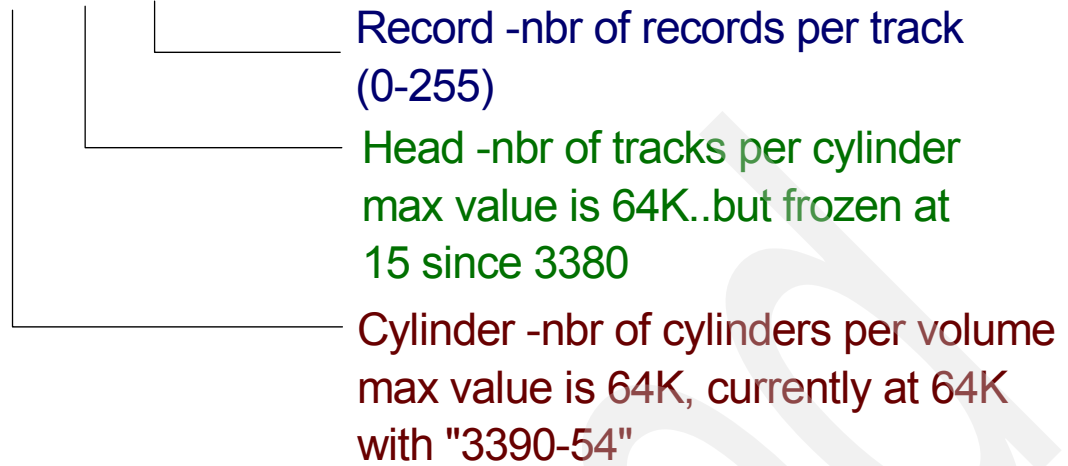 Record -nbr of records per track
(0-255)
Head -nbr of tracks per cylinder
max value is 64K..but frozen at
15 since 3380
Cylinder -nbr of cylinders per volume
max value is 64K, currently at 64K
with "3390-54"